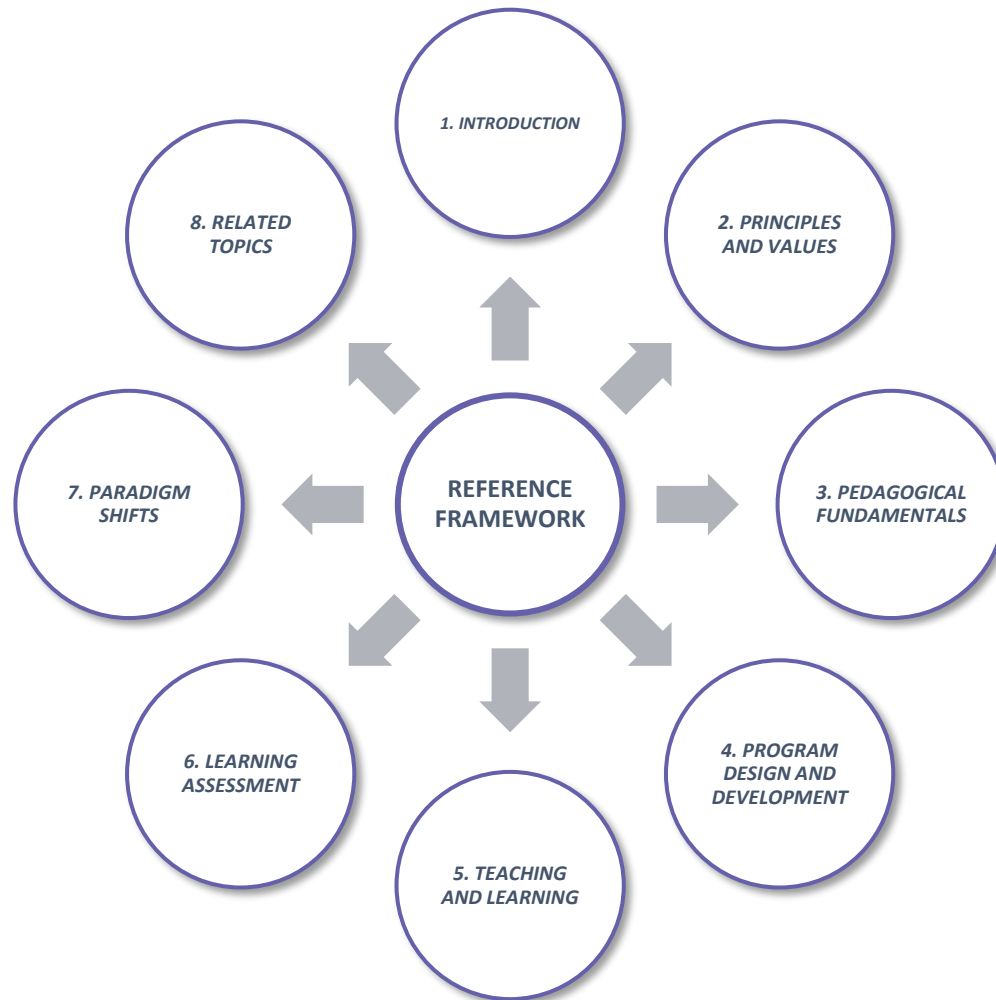 1. INTRODUCTION
2. PRINCIPLES
AND VALUES
3. PEDAGOGICAL
FUNDAMENTALS
4. PROGRAM
DESIGN AND
DEVELOPMENT
5. TEACHING
AND LEARNING
6. LEARNING
ASSESSMENT
7. PARADIGM
SHIFTS
8. RELATED
TOPICS
REFERENCE
FRAMEWORK